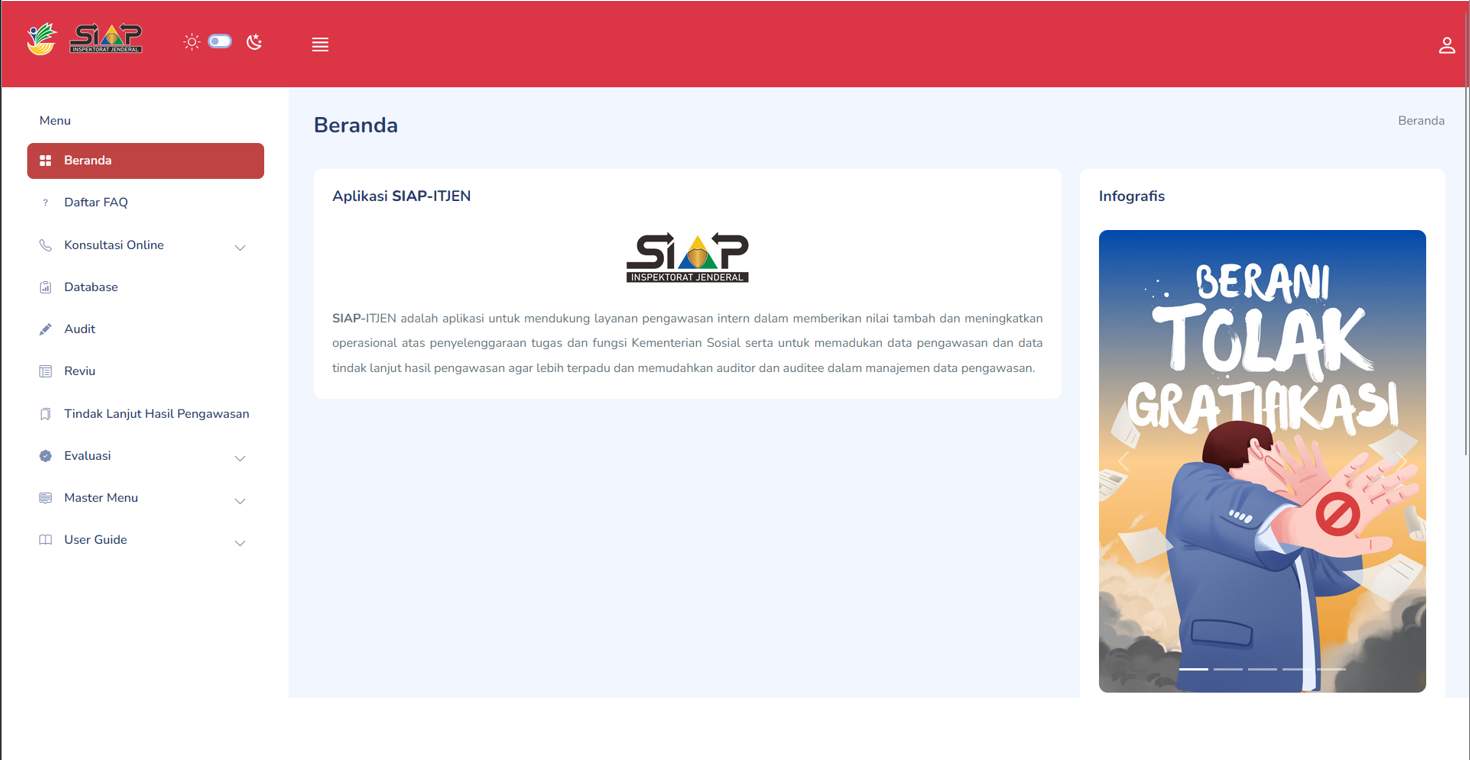 SIAP
INSPEKTORAT JENDERAL
Menu
Beranda
Daftar FAQ
Konsultasi Online
Database
Audit
Reviu
Tindak Lanjut Hasil Pengawasan
Evaluasi
Master Menu
User Guide
Beranda
Beranda
Aplikasi SIAP-ITJEN
SIAP
INSPEKTORAT JENDERAL
SIAP-ITJEN adalah aplikasi untuk mendukung layanan pengawasan intern dalam memberikan nilai tambah dan meningkatkan
operasional atas penyelenggaraan tugas dan fungsi Kementerian Sosial serta untuk memadukan data pengawasan dan data
tindak lanjut hasil pengawasan agar lebih terpadu dan memudahkan auditor dan auditee dalam manajemen data pengawasan.
Infografis
BERANI
TOLAK
GRATIFIKASI